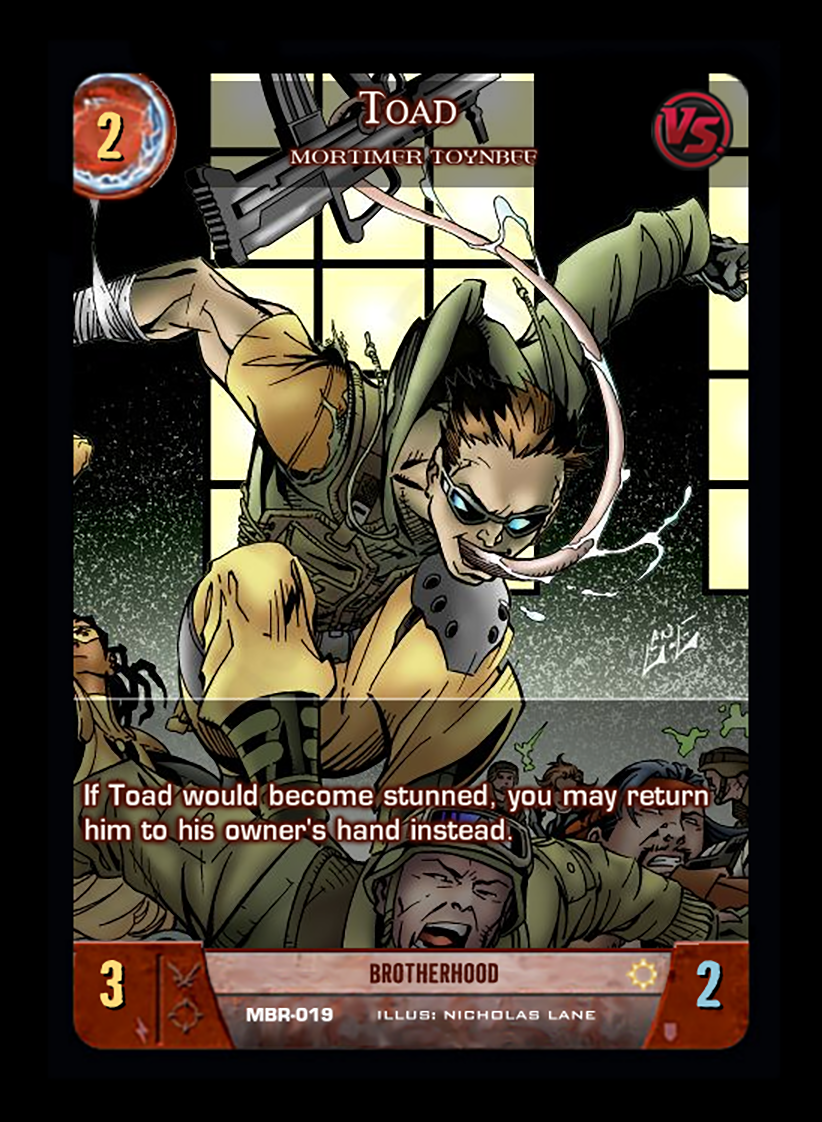 2
TOAD
VS.
MORTIMER TOYNBEE
If Toad would become stunned, you may return
him to his owner's hand instead.
3
BROTHERHOOD
2
MBR-019 ILLUS: NICHOLAS LANE